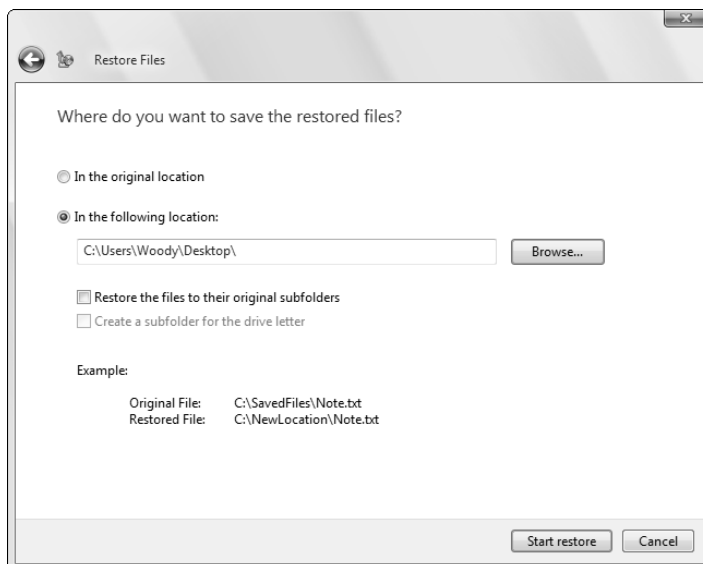 Restore Files
Where do you want to save the restored files?
In the original location
In the following location:
C:\Users\Woody\Desktop\
Browse...
Restore the files to their original subfolders
Create a subfolder for the drive letter
Example:
Original File: C:\SavedFiles\Note.txt
Restored File: C:\NewLocation\Note.txt
Start restore Cancel